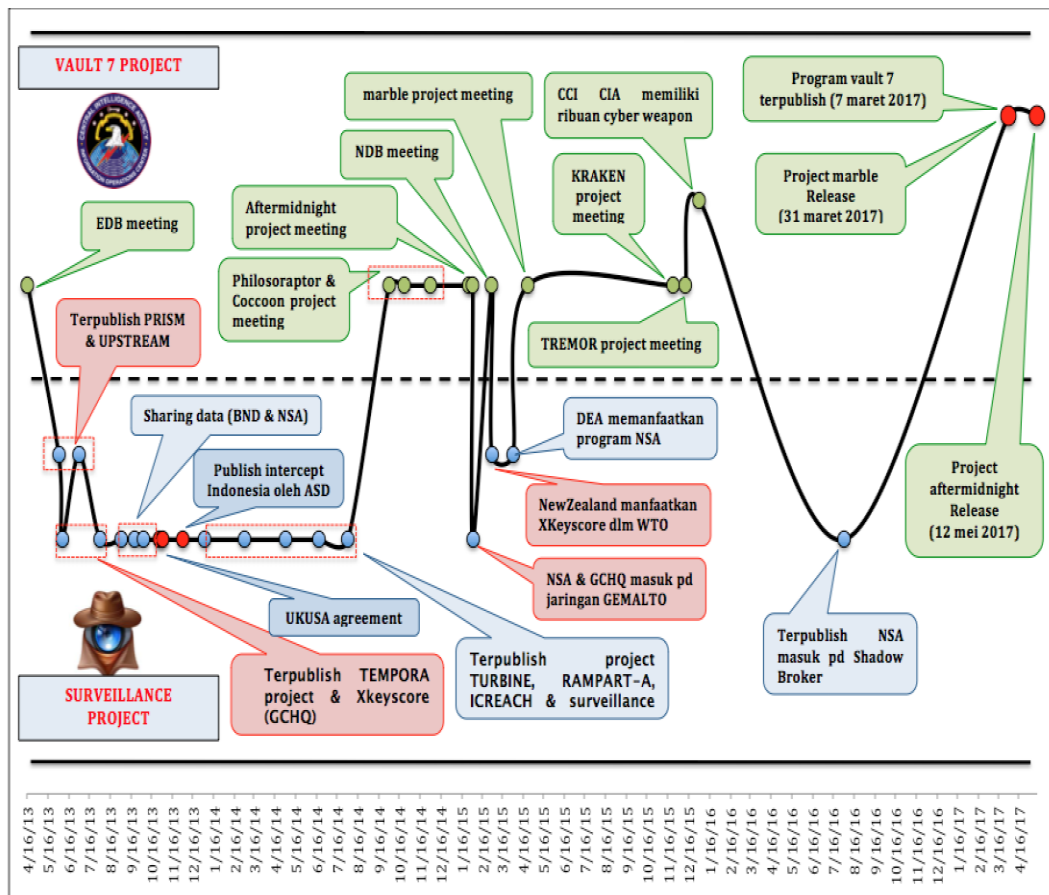 VAULT 7 PROJECT
CENTRAL INTELLIGENCE AGENCY
INFORMATION OPERATIONS CENTER
EDB meeting
Terpublish PRISM
& UPSTREAM
Philosoraptor &
Coccoon project
meeting
Aftermidnight
project meeting
NDB meeting
marble project meeting
CCI CIA memiliki
ribuan cyber weapon
KRAKEN
project
meeting
TREMOR project meeting
Program vault 7
terpublish (7 maret 2017)
Project marble
Release
(31 maret 2017)
Project
aftermidnight
Release
(12 mei 2017)
Sharing data (BND & NSA)
Publish intercept
Indonesia oleh ASD
DEA memanfaatkan
program NSA
NewZealand manfaatkan
XKeyscore dlm WTO
NSA & GCHQ masuk pd
jaringan GEMALTO
UKUSA agreement
Terpublish TEMPORA
project & Xkeyscore
(GCHQ)
Terpublish project
TURBINE, RAMPART-A,
ICREACH & surveillance
Terpublish NSA
masuk pd Shadow
Broker
SURVEILLANCE
PROJECT
4/16/13
5/16/13
6/16/13
7/16/13
8/16/13
9/16/13
10/16/13
11/16/13
12/16/13
1/16/14
2/16/14
3/16/14
4/16/14
5/16/14
6/16/14
7/16/14
8/16/14
9/16/14
10/16/14
11/16/14
12/16/14
1/16/15
2/16/15
3/16/15
4/16/15
5/16/15
6/16/15
7/16/15
8/16/15
9/16/15
10/16/15
11/16/15
12/16/15
1/16/16
2/16/16
3/16/16
4/16/16
5/16/16
6/16/16
7/16/16
8/16/16
9/16/16
10/16/16
11/16/16
12/16/16
1/16/17
2/16/17
3/16/17
4/16/17